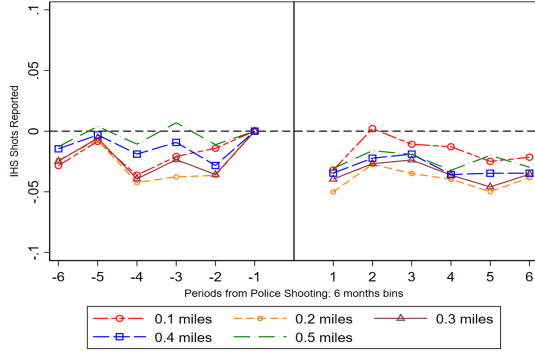 .1
.05
0
-.05
-.1
IHS Shots Reported
-6 -5 -4 -3 -2 -1 1 2 3 4 5 6
Periods from Police Shooting: 6 months bins
0.1 miles 0.2 miles 0.3 miles
0.4 miles 0.5 miles